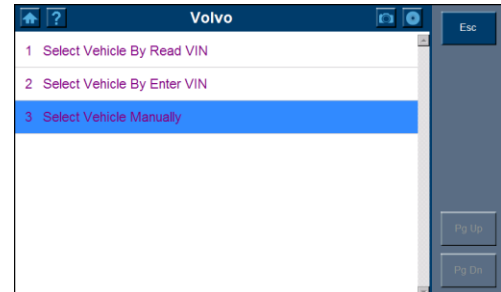 Volvo
Esc
1 Select Vehicle By Read VIN
2 Select Vehicle By Enter VIN
3 Select Vehicle Manually
Pg Up
Pg Dn